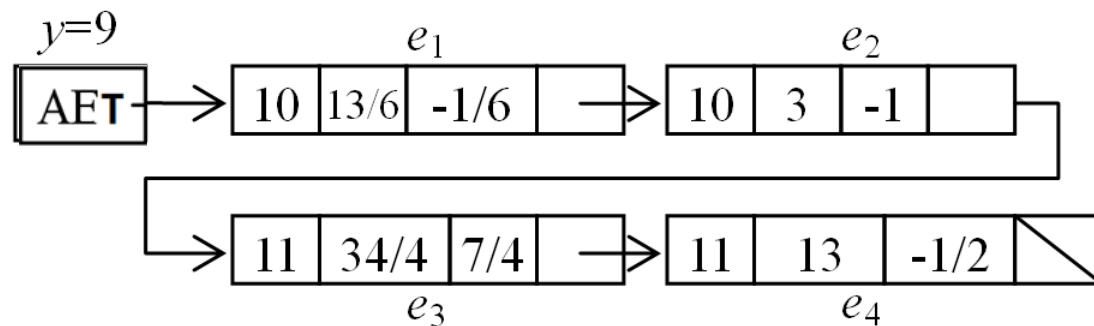 y=9
e1 e2
AET 10 13/6 -1/6 10 3 -1
11 34/4 7/4 11 13 -1/2
e3 e4